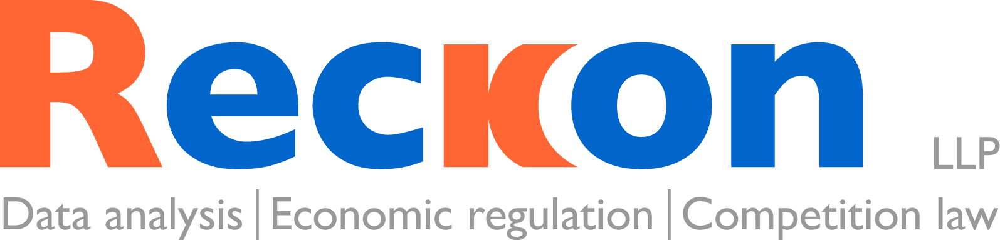 Reckon LLP
Data analysis | Economic regulation | Competition law